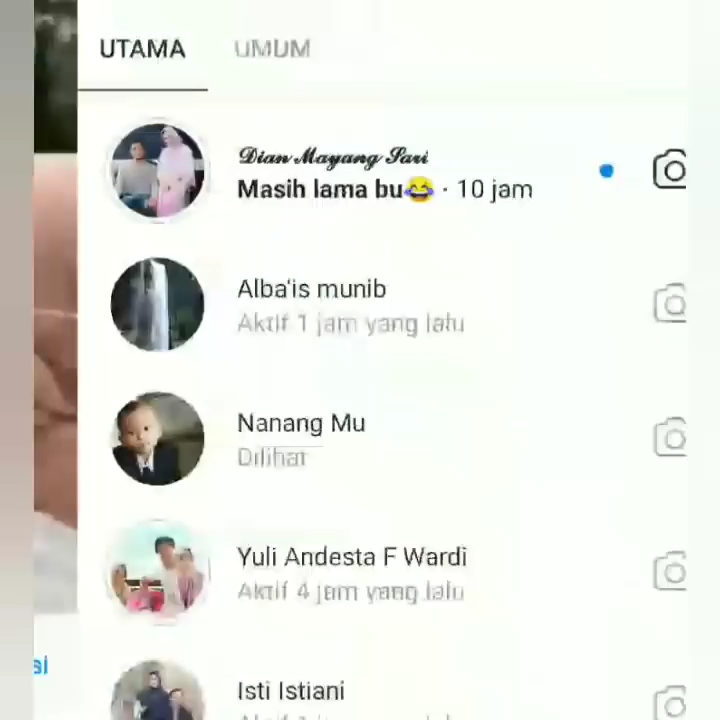 UTAMA UMUM
𝓓𝓲𝓪𝓷 𝓜𝓪𝔂𝓪𝓷𝓰 𝓢𝓪𝓻𝓲
Masih lama bu😂 · 10 jam
Alba'is munib
Aktif 1 jam yang lalu
Nanang Mu
Dilihat
Yuli Andesta F Wardi
Aktif 4 jam yang lalu
si
Isti Istiani